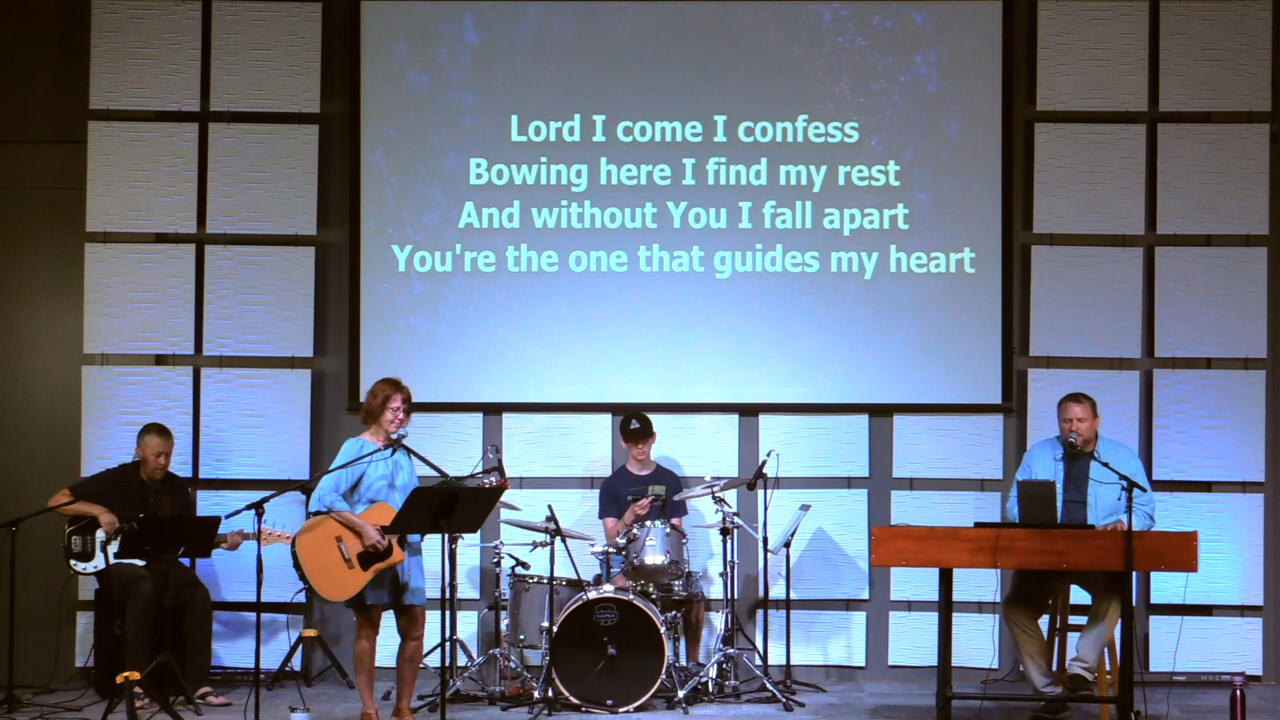 Lord I come I confess
Bowing here I find my rest
And without You I fall apart
You're the one that guides my heart